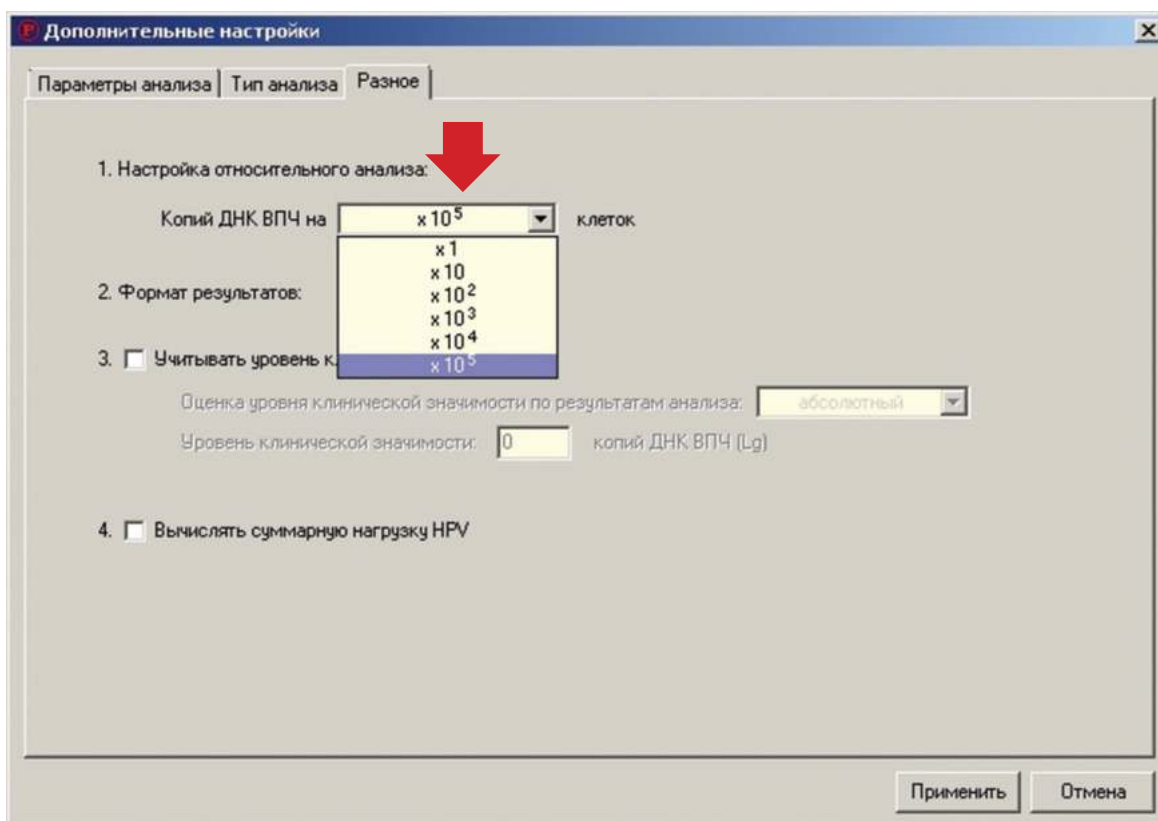 Дополнительные настройки
Параметры анализа Тип анализа Разное
1. Настройка относительного анализа:
Копий ДНК ВПЧ на x 10⁵ клеток
x 1
x 10
x 10²
2. Формат результатов:
x 10³
x 10⁴
3. Учитывать уровень к
x 10⁵
Оценка уровня клинической значимости по результатам анализа: абсолютный
Уровень клинической значимости: 0 копий ДНК ВПЧ (Lg)
4. Вычислять суммарную нагрузку HPV
Применить Отмена